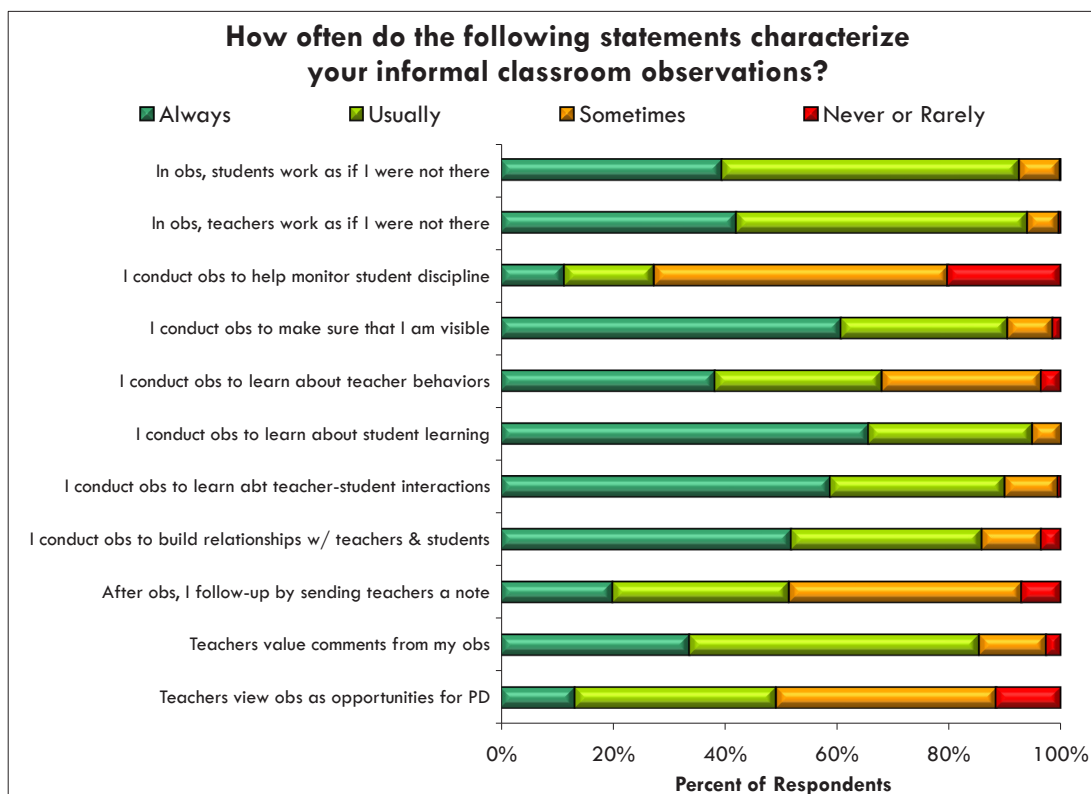 How often do the following statements characterize
your informal classroom observations?
Always Usually Sometimes Never or Rarely
In obs, students work as if I were not there
In obs, teachers work as if I were not there
I conduct obs to help monitor student discipline
I conduct obs to make sure that I am visible
I conduct obs to learn about teacher behaviors
I conduct obs to learn about student learning
I conduct obs to learn abt teacher-student interactions
I conduct obs to build relationships w/ teachers & students
After obs, I follow-up by sending teachers a note
Teachers value comments from my obs
Teachers view obs as opportunities for PD
0% 20% 40% 60% 80% 100%
Percent of Respondents